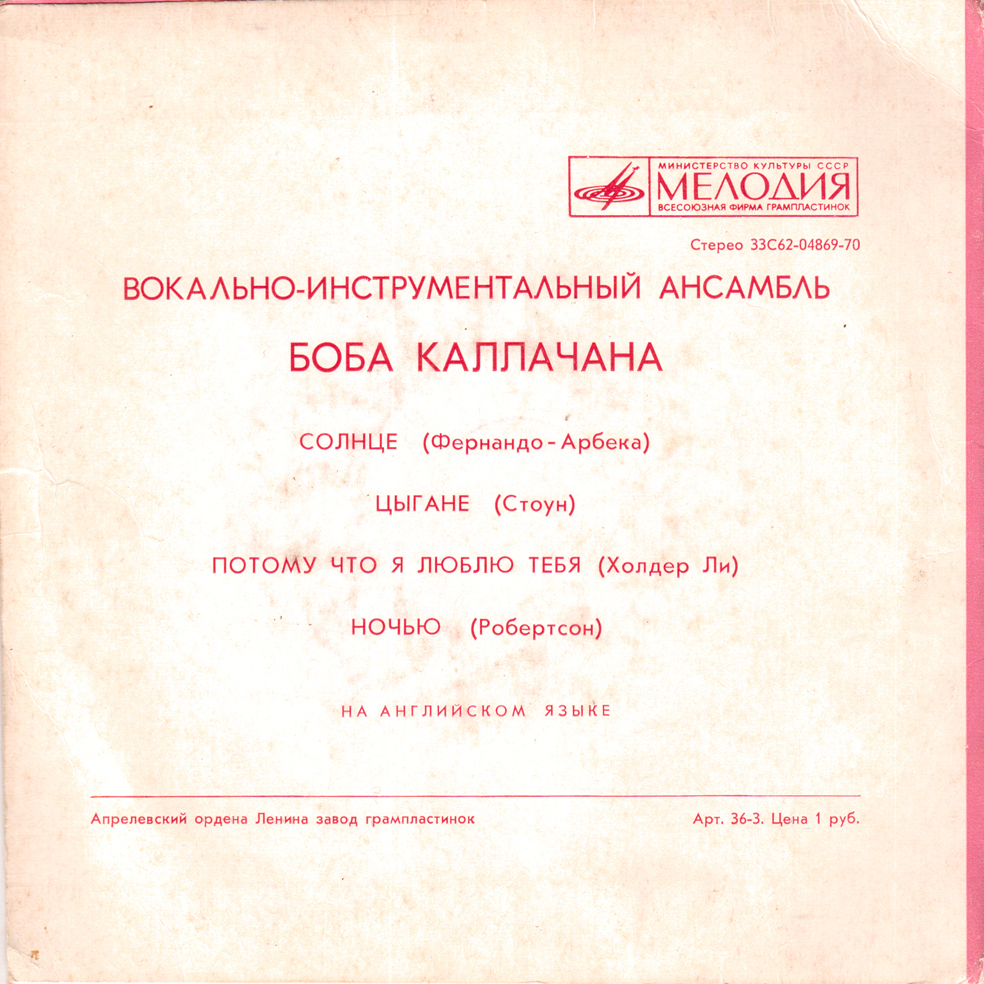 МИНИСТЕРСТВО КУЛЬТУРЫ СССР
МЕЛОДИЯ
ВСЕСОЮЗНАЯ ФИРМА ГРАМПЛАСТИНОК
Стерео 33С62-04869-70
ВОКАЛЬНО-ИНСТРУМЕНТАЛЬНЫЙ АНСАМБЛЬ
БОБА КАЛЛАЧАНА
СОЛНЦЕ (Фернандо-Арбека)
ЦЫГАНЕ (Стоун)
ПОТОМУ ЧТО Я ЛЮБЛЮ ТЕБЯ (Холдер Ли)
НОЧЬЮ (Робертсон)
НА АНГЛИЙСКОМ ЯЗЫКЕ
Апрелевский ордена Ленина завод грампластинок
Арт. 36-3. Цена 1 руб.